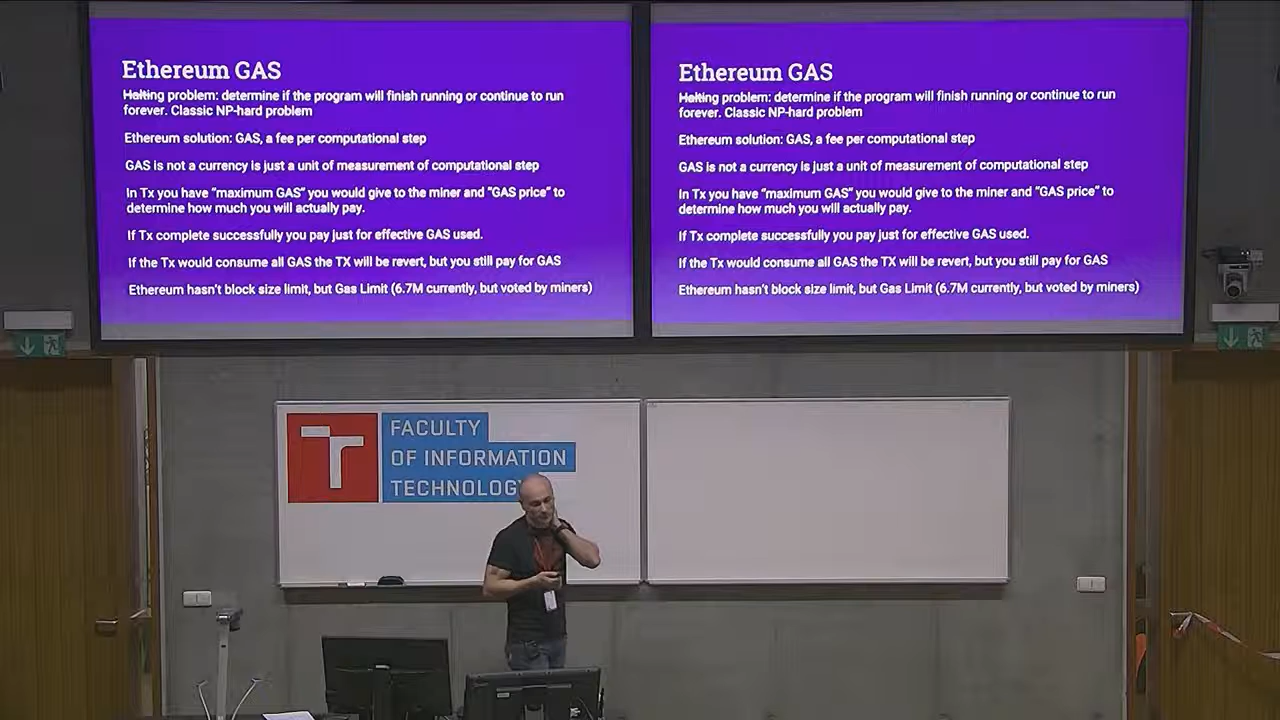 Ethereum GAS
Halting problem: determine if the program will finish running or continue to run
forever. Classic NP-hard problem
Ethereum solution: GAS, a fee per computational step
GAS is not a currency is just a unit of measurement of computational step
In Tx you have “maximum GAS” you would give to the miner and “GAS price” to
determine how much you will actually pay.
If Tx complete successfully you pay just for effective GAS used.
If the Tx would consume all GAS the TX will be revert, but you still pay for GAS
Ethereum hasn't block size limit, but Gas Limit (6.7M currently, but voted by miners)
Ethereum GAS
Halting problem: determine if the program will finish running or continue to run
forever. Classic NP-hard problem
Ethereum solution: GAS, a fee per computational step
GAS is not a currency is just a unit of measurement of computational step
In Tx you have “maximum GAS” you would give to the miner and “GAS price” to
determine how much you will actually pay.
If Tx complete successfully you pay just for effective GAS used.
If the Tx would consume all GAS the TX will be revert, but you still pay for GAS
Ethereum hasn't block size limit, but Gas Limit (6.7M currently, but voted by miners)
T FACULTY
OF INFORMATION
TECHNOLOGY